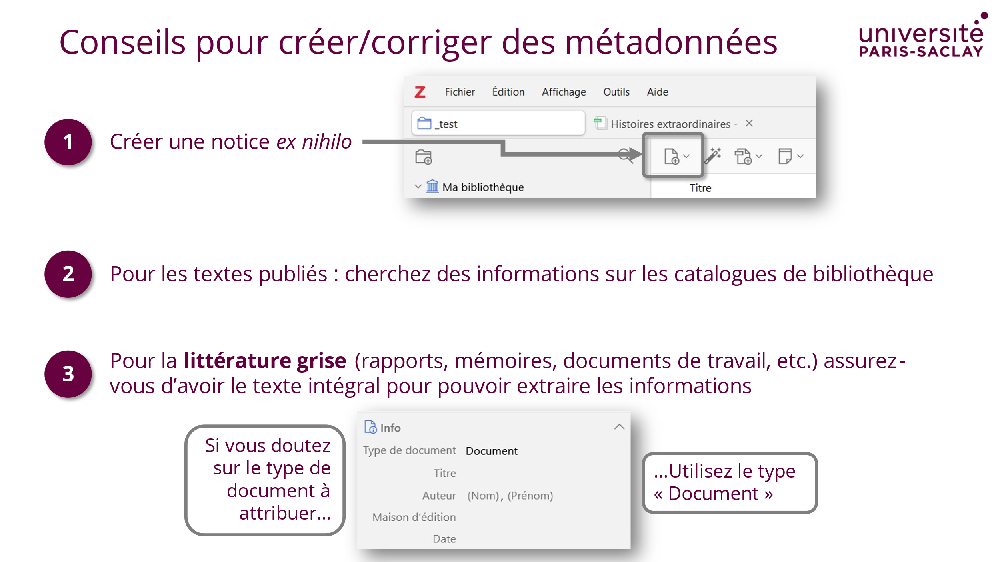 Conseils pour créer/corriger des métadonnées
université
PARIS-SACLAY
Z Fichier Édition Affichage Outils Aide
_test Histoires extraordinaires - ×
1 Créer une notice ex nihilo
Ma bibliothèque Titre
2 Pour les textes publiés : cherchez des informations sur les catalogues de bibliothèque
3 Pour la littérature grise (rapports, mémoires, documents de travail, etc.) assurez-
vous d’avoir le texte intégral pour pouvoir extraire les informations
Si vous doutez
sur le type de
document à
attribuer...
Info
Type de document Document
Titre
Auteur (Nom), (Prénom)
Maison d’édition
Date
...Utilisez le type
« Document »